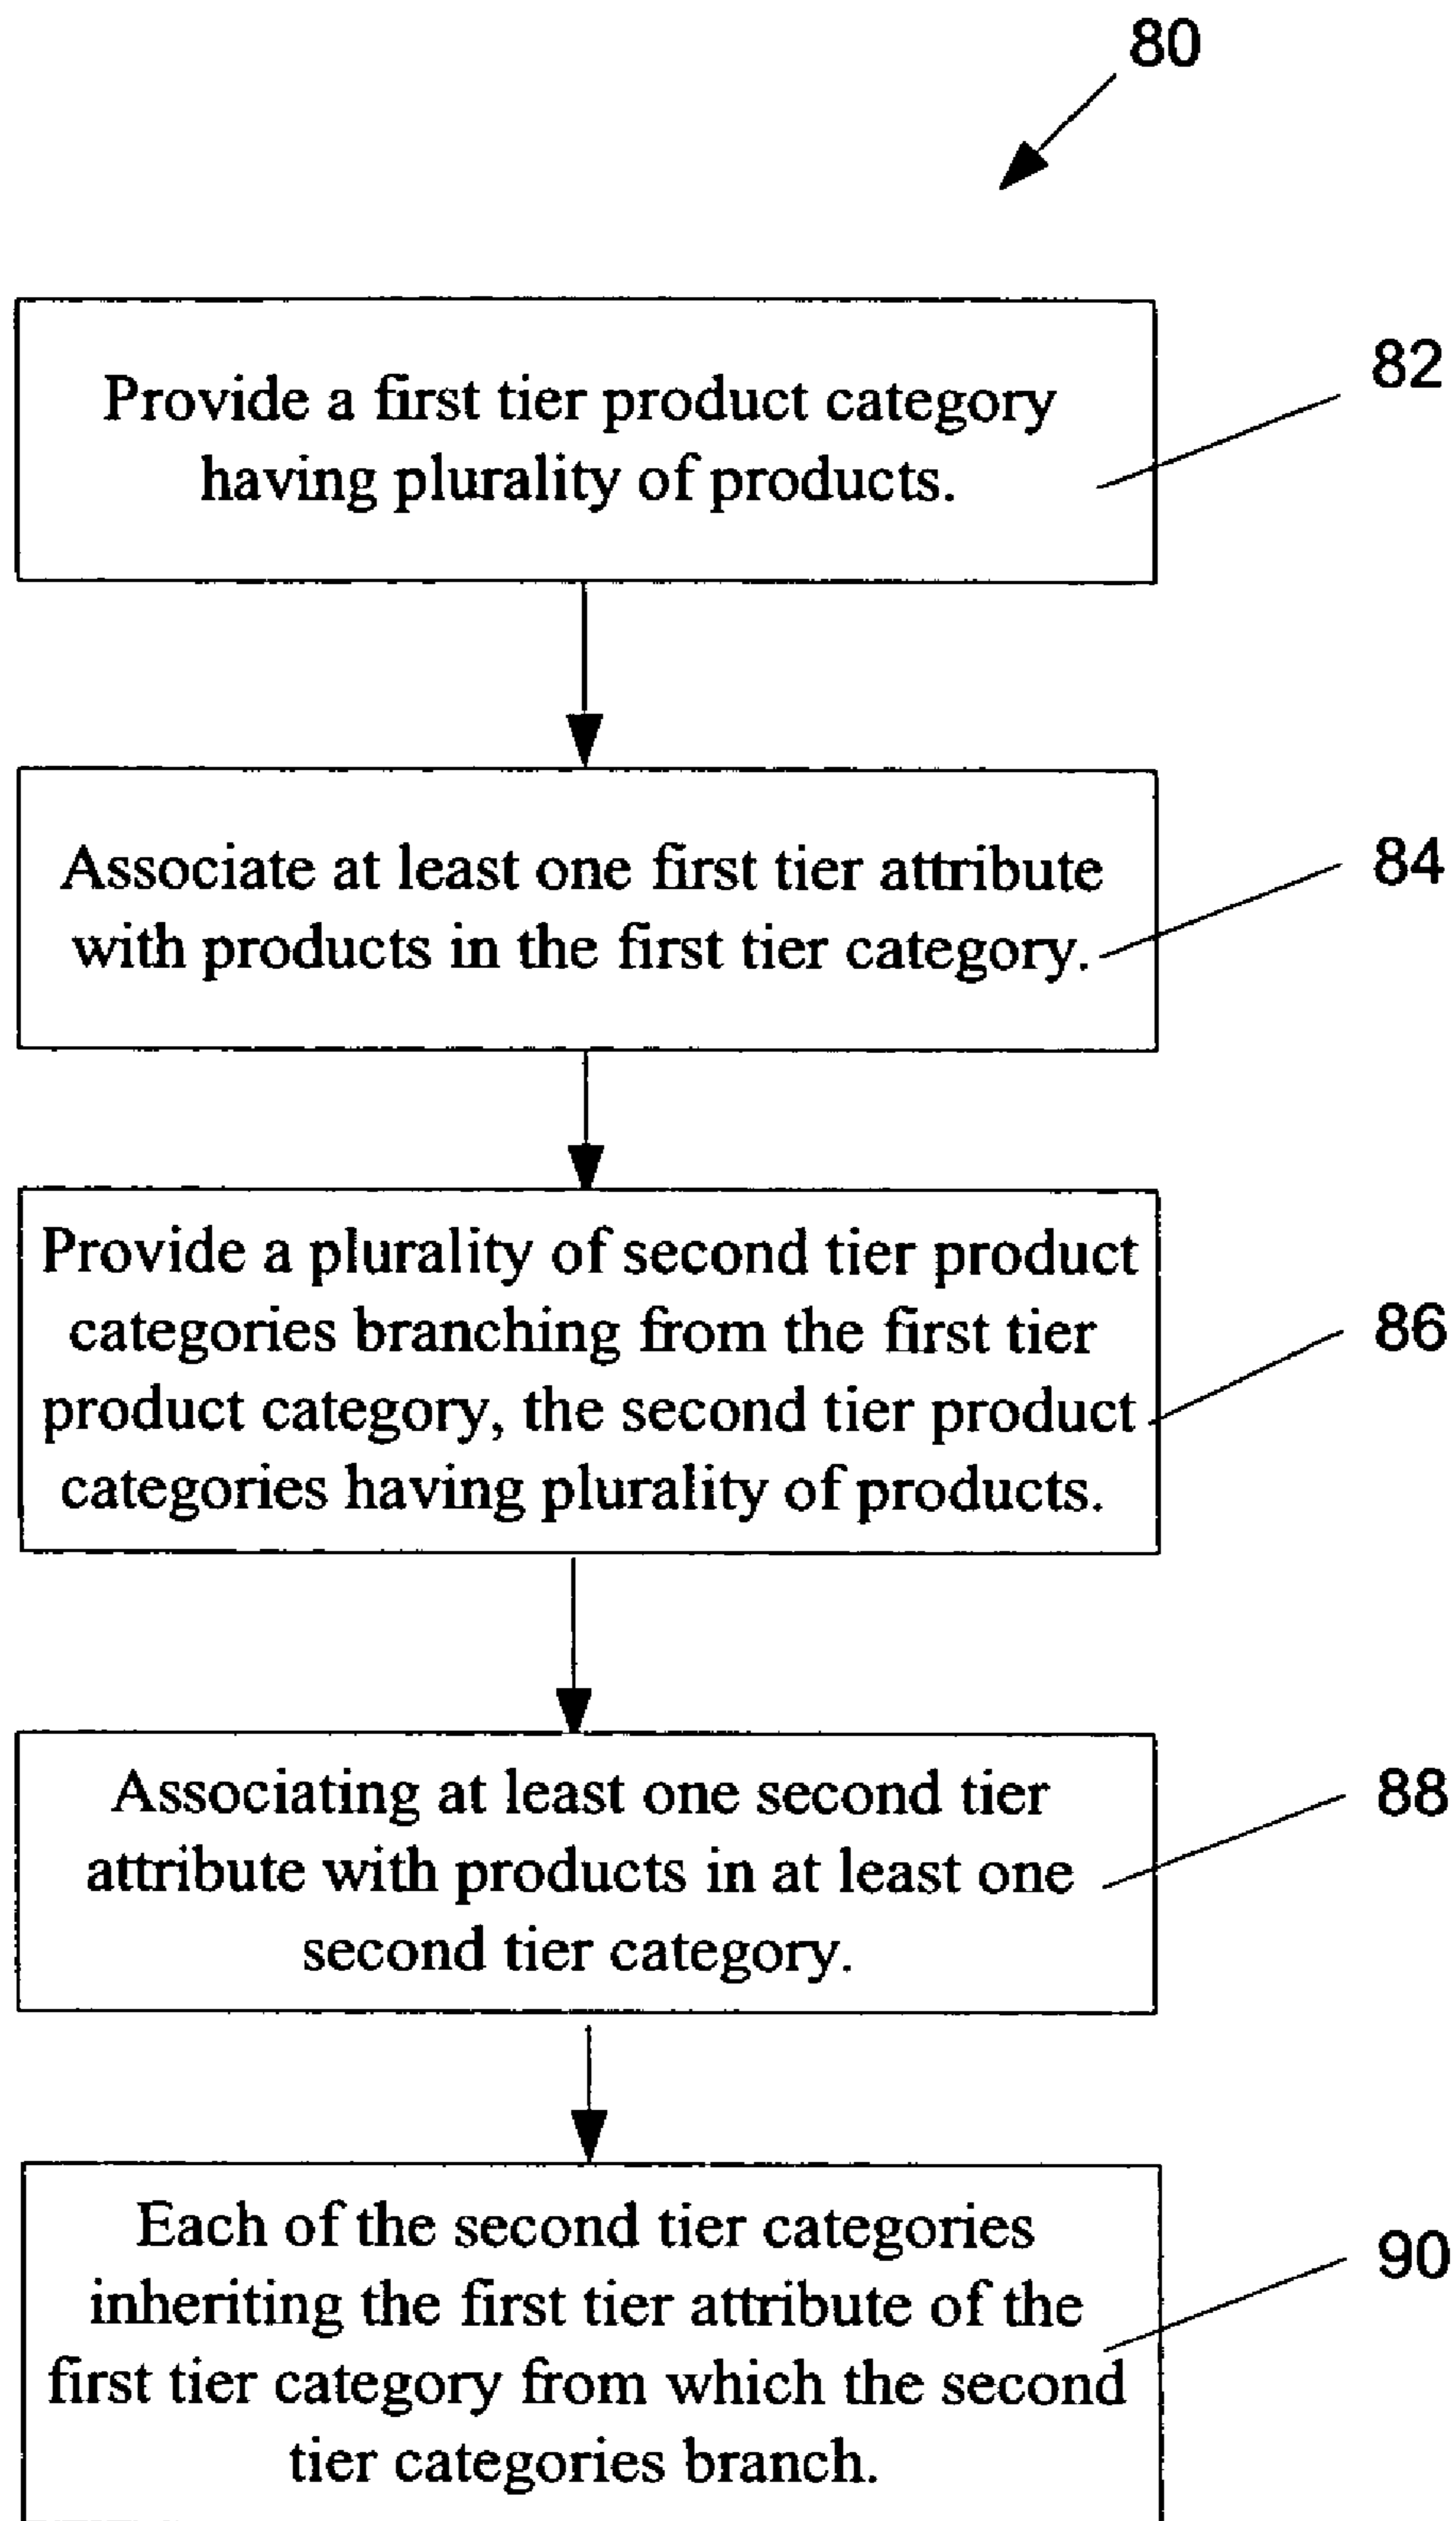 80
Provide a first tier product category
having plurality of products.
82
Associate at least one first tier attribute
with products in the first tier category.
84
Provide a plurality of second tier product
categories branching from the first tier
product category, the second tier product
categories having plurality of products.
86
Associating at least one second tier
attribute with products in at least one
second tier category.
88
Each of the second tier categories
inheriting the first tier attribute of the
first tier category from which the second
tier categories branch.
90